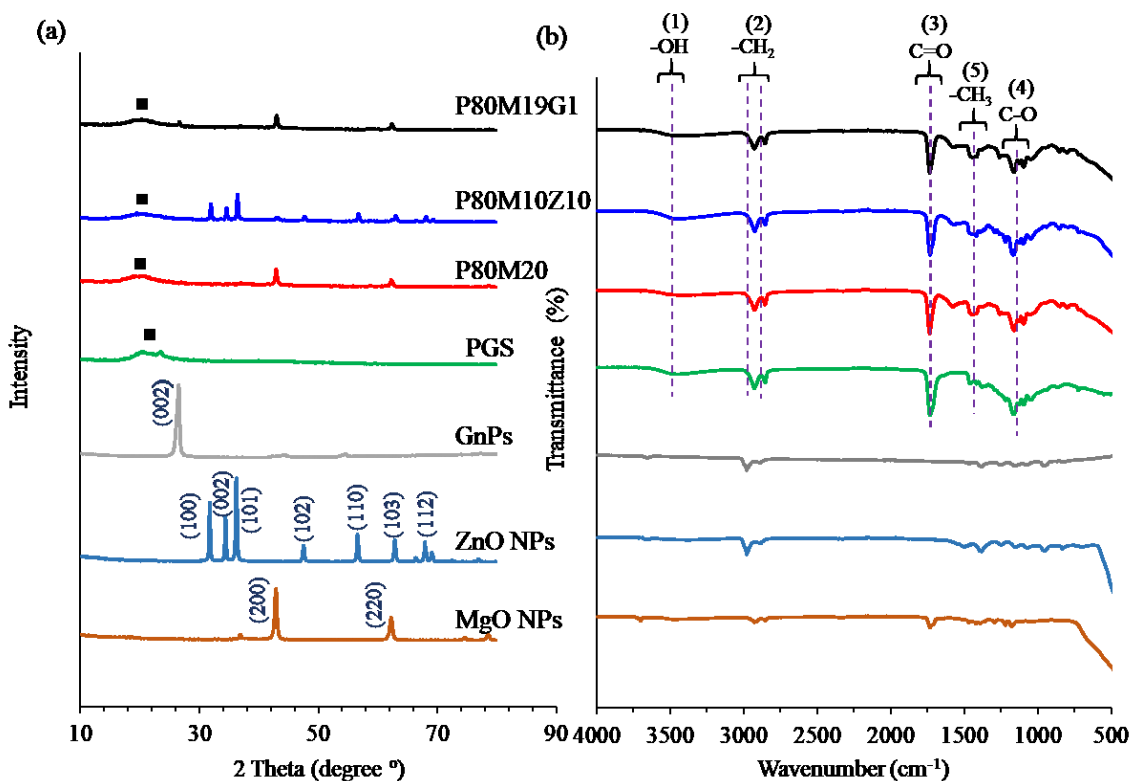 (a)
P80M19G1
P80M10Z10
P80M20
PGS
GnPs
(002)
ZnO NPs
(100)
(002)
(101)
(102)
(110)
(103)
(112)
MgO NPs
(200)
(220)
Intensity
10 30 50 70 90
2 Theta (degree °)
(b)
(1)
-OH
(2)
-CH₂
(3)
C=O
(5)
-CH₃
(4)
C-O
Transmittance (%)
4000 3500 3000 2500 2000 1500 1000 500
Wavenumber (cm⁻¹)